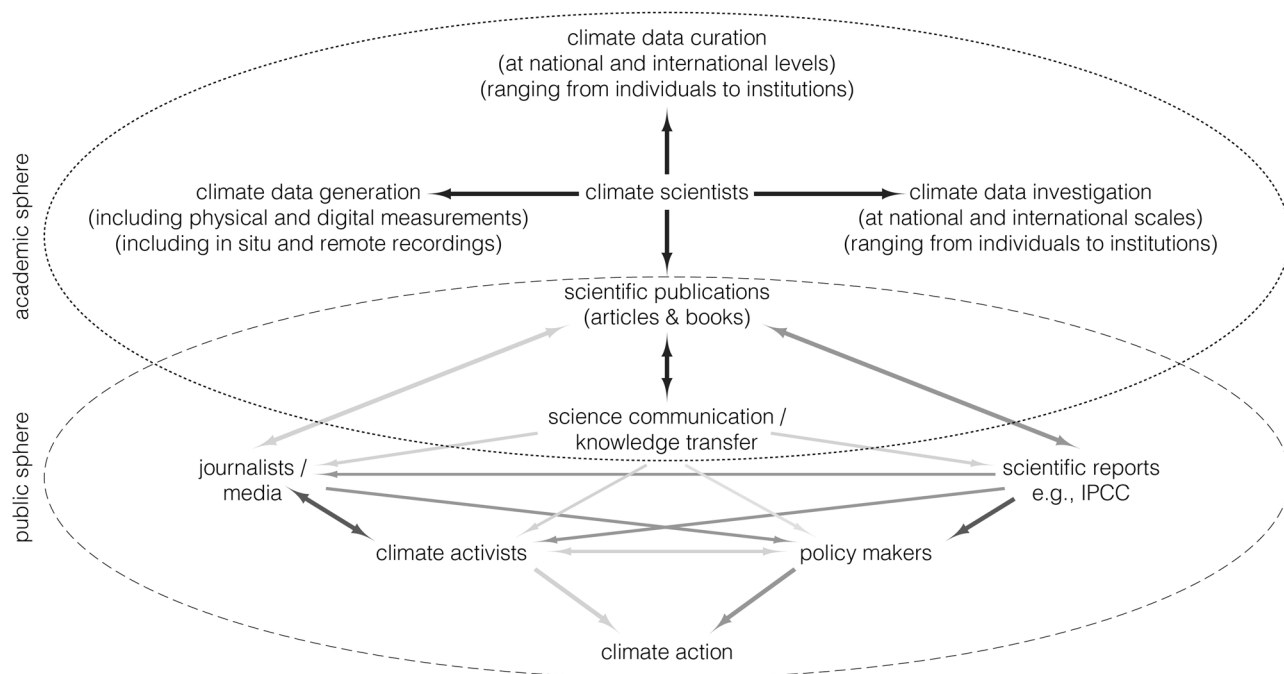 climate data curation
(at national and international levels)
(ranging from individuals to institutions)
academic sphere
climate data generation
(including physical and digital measurements)
(including in situ and remote recordings)
climate scientists
climate data investigation
(at national and international scales)
(ranging from individuals to institutions)
scientific publications
(articles & books)
public sphere
science communication /
knowledge transfer
journalists /
media
scientific reports
e.g., IPCC
climate activists
policy makers
climate action